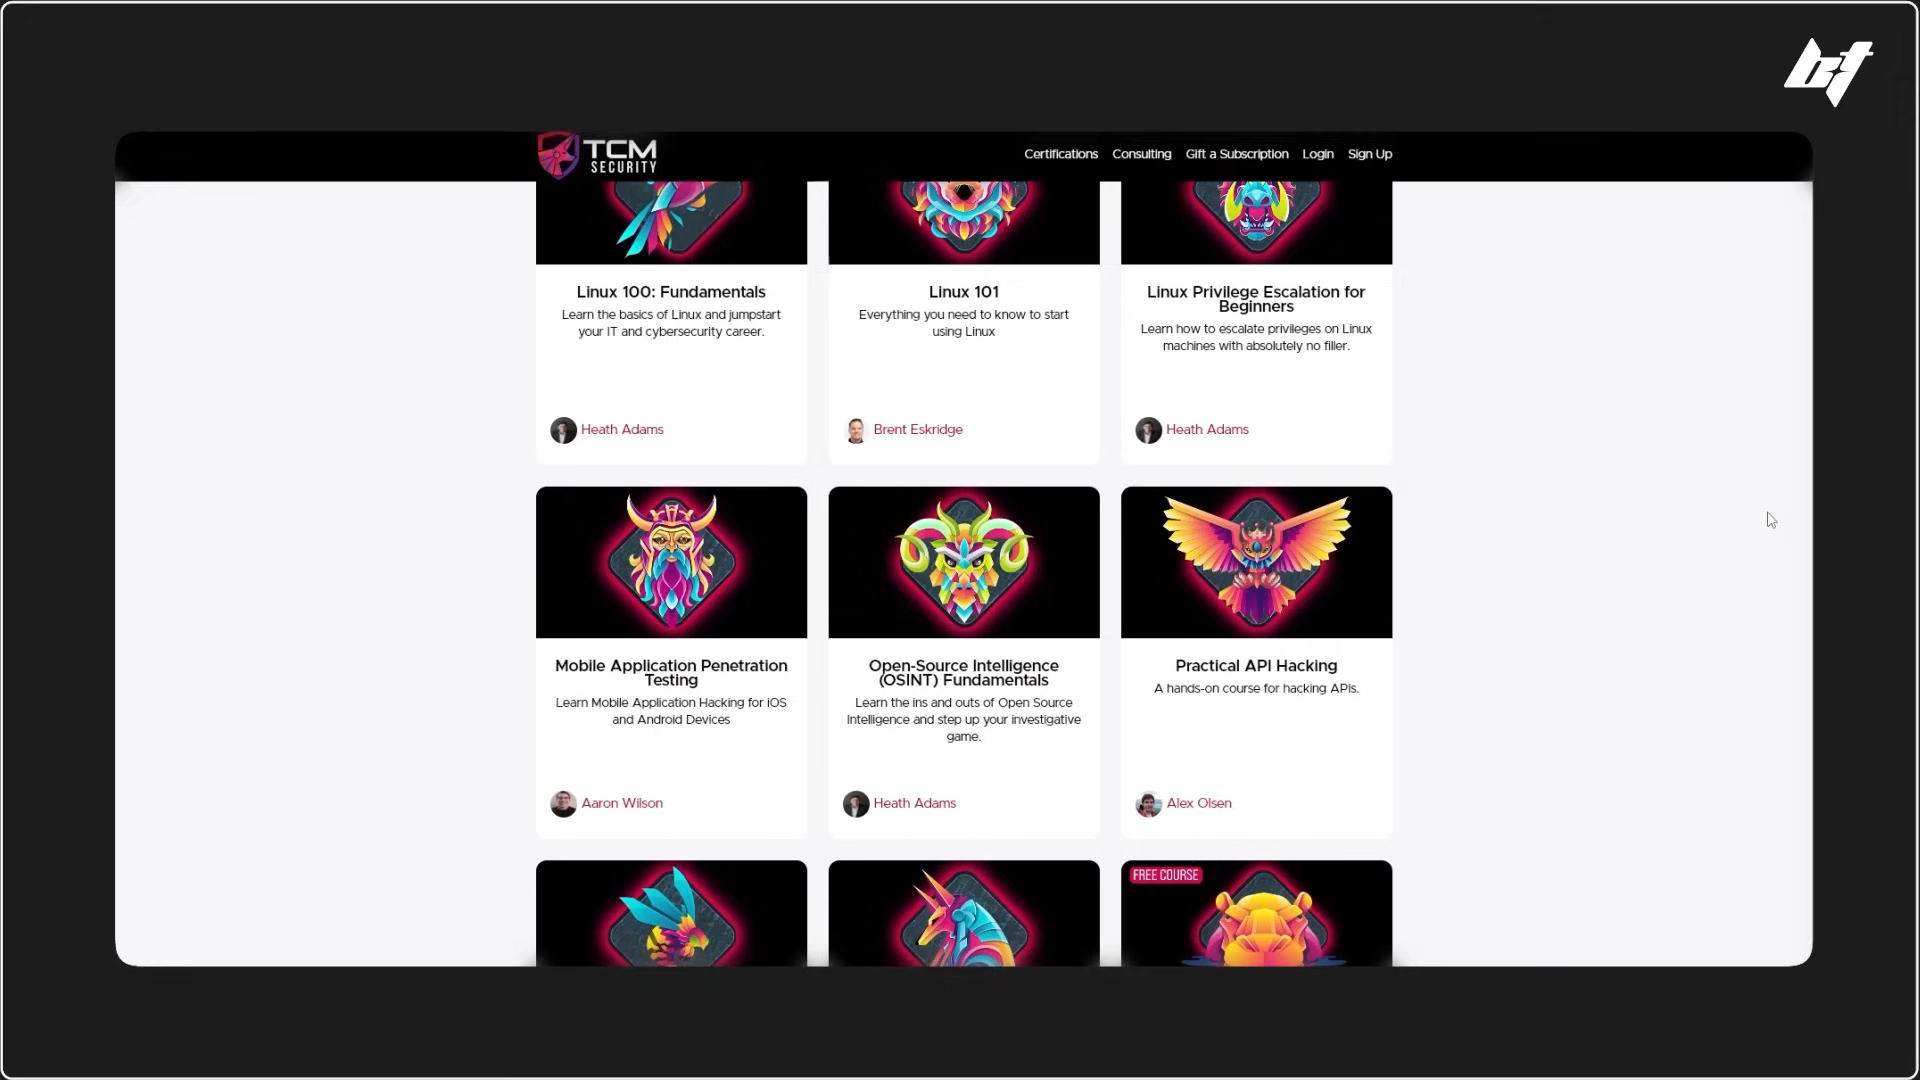 bt
TCM
SECURITY
Certifications
Consulting
Gift a Subscription
Login
Sign Up
Linux 100: Fundamentals
Learn the basics of Linux and jumpstart
your IT and cybersecurity career.
Heath Adams
Linux 101
Everything you need to know to start
using Linux
Brent Eskridge
Linux Privilege Escalation for
Beginners
Learn how to escalate privileges on Linux
machines with absolutely no filler.
Heath Adams
Mobile Application Penetration
Testing
Learn Mobile Application Hacking for iOS
and Android Devices
Aaron Wilson
Open-Source Intelligence
(OSINT) Fundamentals
Learn the ins and outs of Open Source
Intelligence and step up your investigative
game.
Heath Adams
Practical API Hacking
A hands-on course for hacking APIs.
Alex Olsen
FREE COURSE